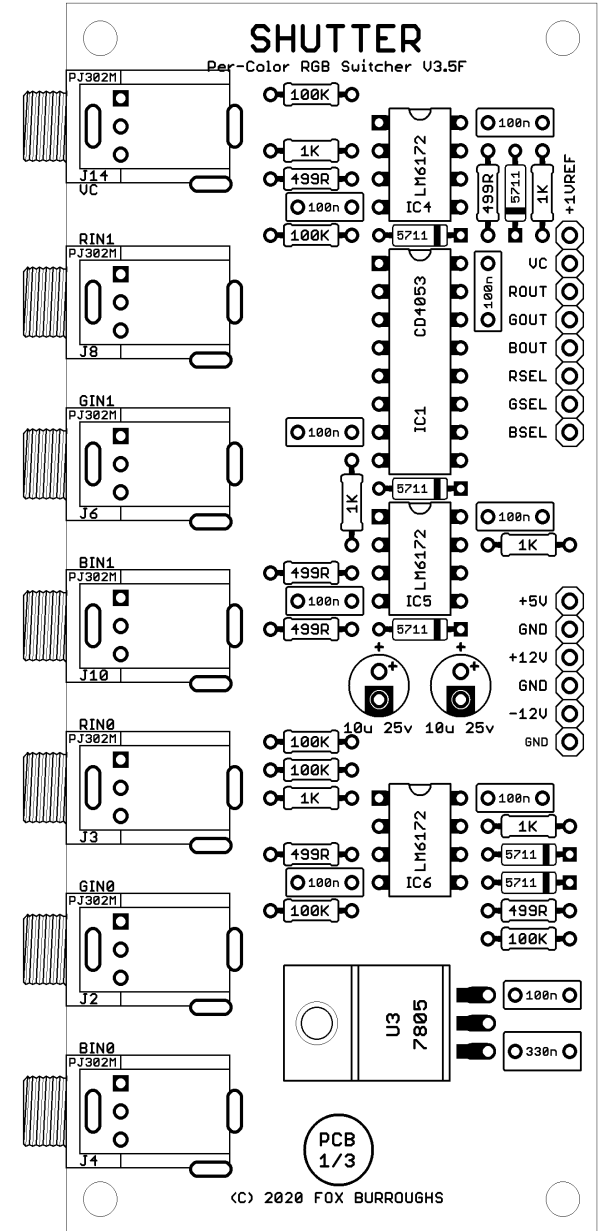 SHUTTER
Per-Color RGB Switcher V3.5F
PJ302M
J14
VC
100K
1K
499R
100n
100K
LM6172
IC4
5711
100n
499R
5711
1K
+1VREF
VC
ROUT
GOUT
BOUT
RSEL
GSEL
BSEL
100n
RIN1
PJ302M
J8
CD4053
IC1
GIN1
PJ302M
J6
100n
1K
5711
LM6172
IC5
100n
1K
BIN1
PJ302M
J10
499R
100n
499R
5711
+5V
GND
+12V
GND
-12V
GND
+ +
+ +
10u 25v 10u 25v
RIN0
PJ302M
J3
100K
100K
1K
499R
100n
100K
LM6172
IC6
100n
1K
5711
5711
499R
100K
GIN0
PJ302M
J2
U3
7805
100n
330n
BIN0
PJ302M
J4
PCB
1/3
(C) 2020 FOX BURROUGHS